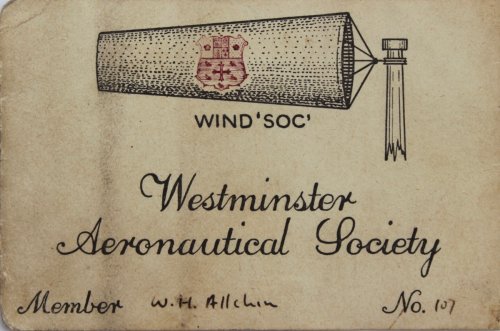 WIND 'SOC'
Westminster
Aeronautical Society
Member W. H. Allchin No. 107